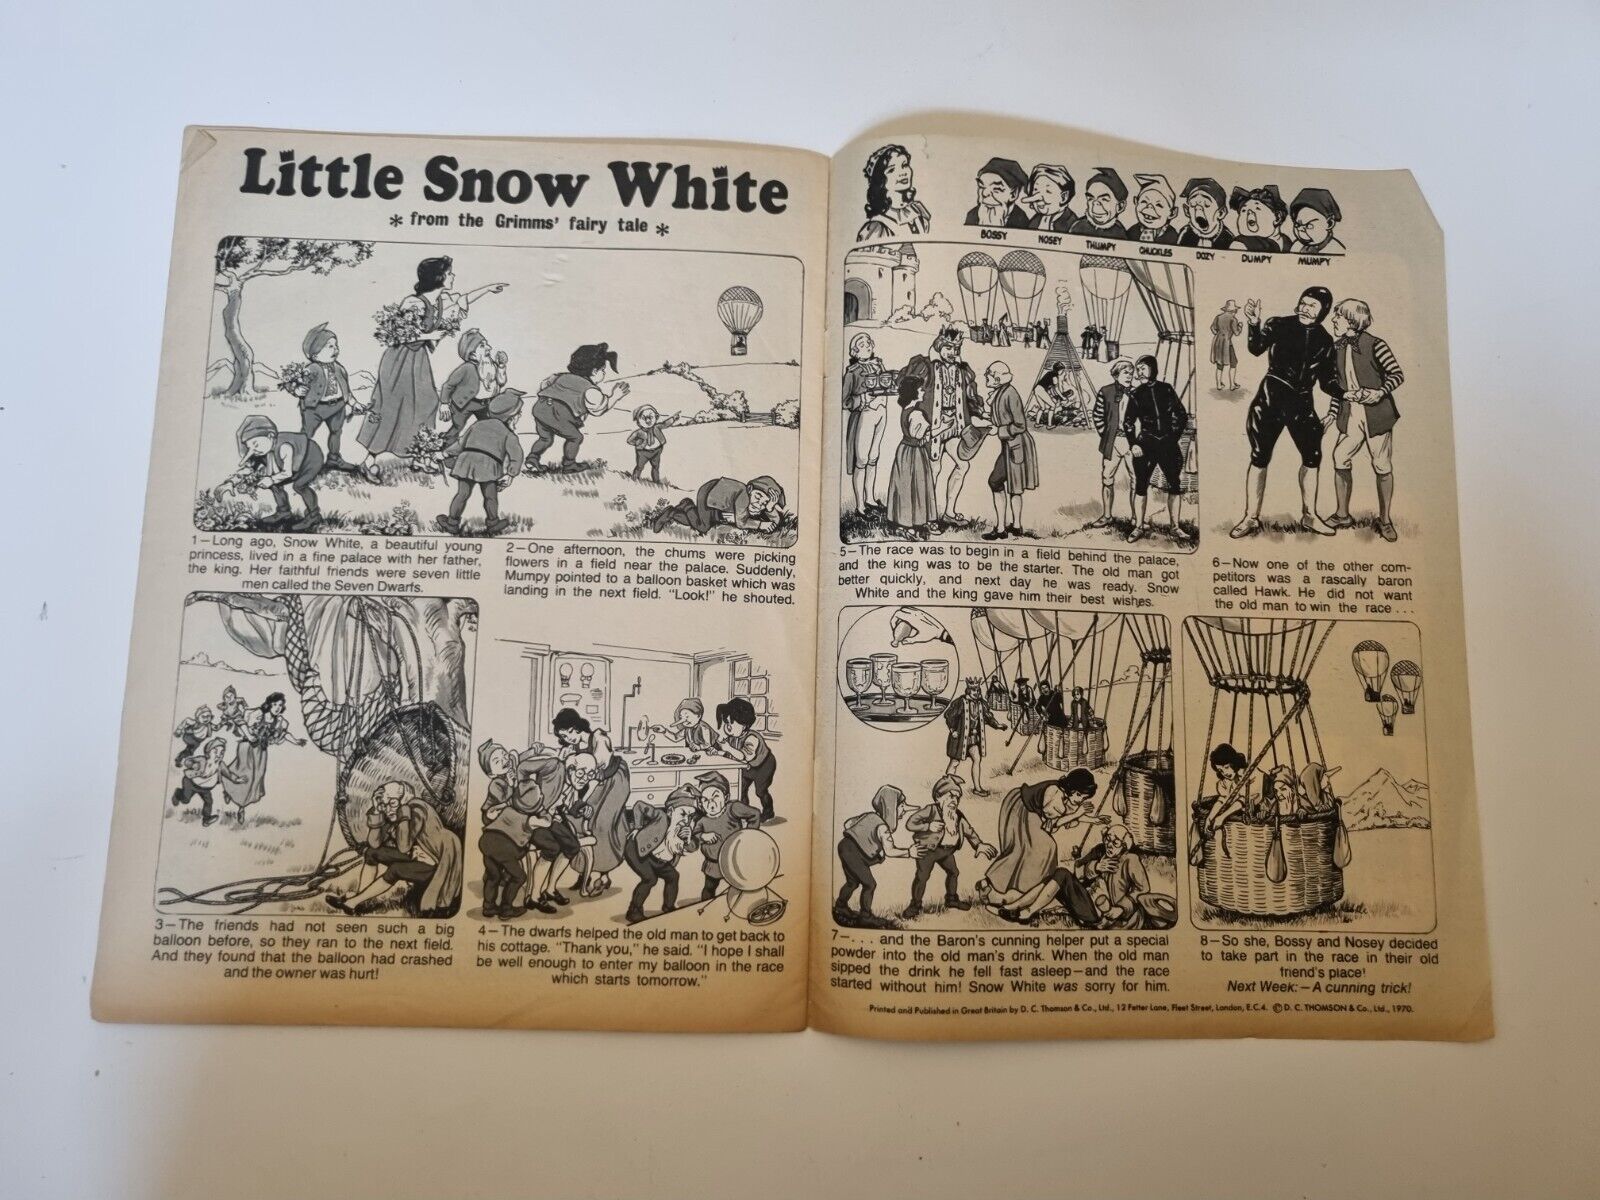 Little Snow White
* from the Grimms' fairy tale *
1—Long ago, Snow White, a beautiful young
princess, lived in a fine palace with her father,
the king. Her faithful friends were seven little
men called the Seven Dwarfs.
2—One afternoon, the chums were picking
flowers in a field near the palace. Suddenly,
Mumpy pointed to a balloon basket which was
landing in the next field. "Look!" he shouted.
3—The friends had not seen such a big
balloon before, so they ran to the next field.
And they found that the balloon had crashed
and the owner was hurt!
4—The dwarfs helped the old man to get back to
his cottage. "Thank you," he said. "I hope I shall
be well enough to enter my balloon in the race
which starts tomorrow."
BOSSY
NOSEY
THUMPY
CHUCKLES
DOZY
DUMPY
MUMPY
5—The race was to begin in a field behind the palace,
and the king was to be the starter. The old man got
better quickly, and next day he was ready. Snow
White and the king gave him their best wishes.
6—Now one of the other com-
petitors was a rascally baron
called Hawk. He did not want
the old man to win the race . . .
7—. . . and the Baron's cunning helper put a special
powder into the old man's drink. When the old man
sipped the drink he fell fast asleep—and the race
started without him! Snow White was sorry for him.
8—So she, Bossy and Nosey decided
to take part in the race in their old
friend's place!
Next Week:—A cunning trick!
Printed and Published in Great Britain by D. C. Thomson & Co., Ltd., 12 Fetter Lane, Fleet Street, London, E.C.4. © D. C. THOMSON & Co., Ltd., 1970.